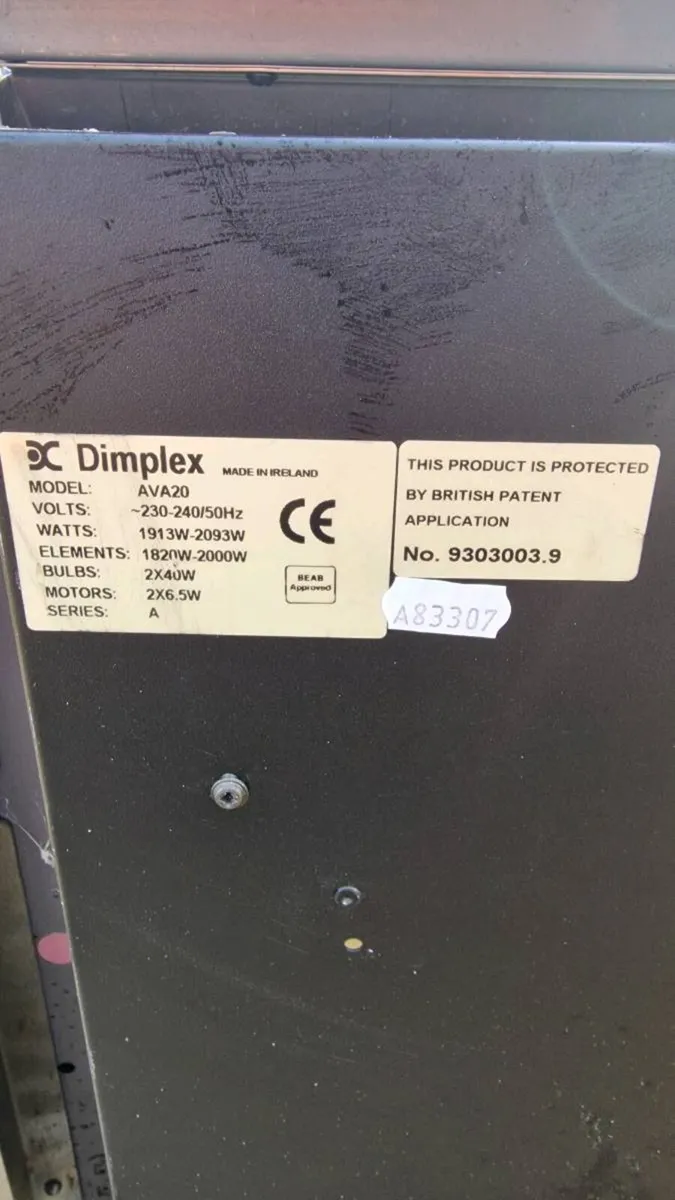 Dimplex MADE IN IRELAND
MODEL: AVA20
VOLTS: ~230-240/50Hz
WATTS: 1913W-2093W
ELEMENTS: 1820W-2000W
BULBS: 2X40W
MOTORS: 2X6.5W
SERIES: A
CE
BEAB
Approved
THIS PRODUCT IS PROTECTED
BY BRITISH PATENT
APPLICATION
No. 9303003.9
A83307